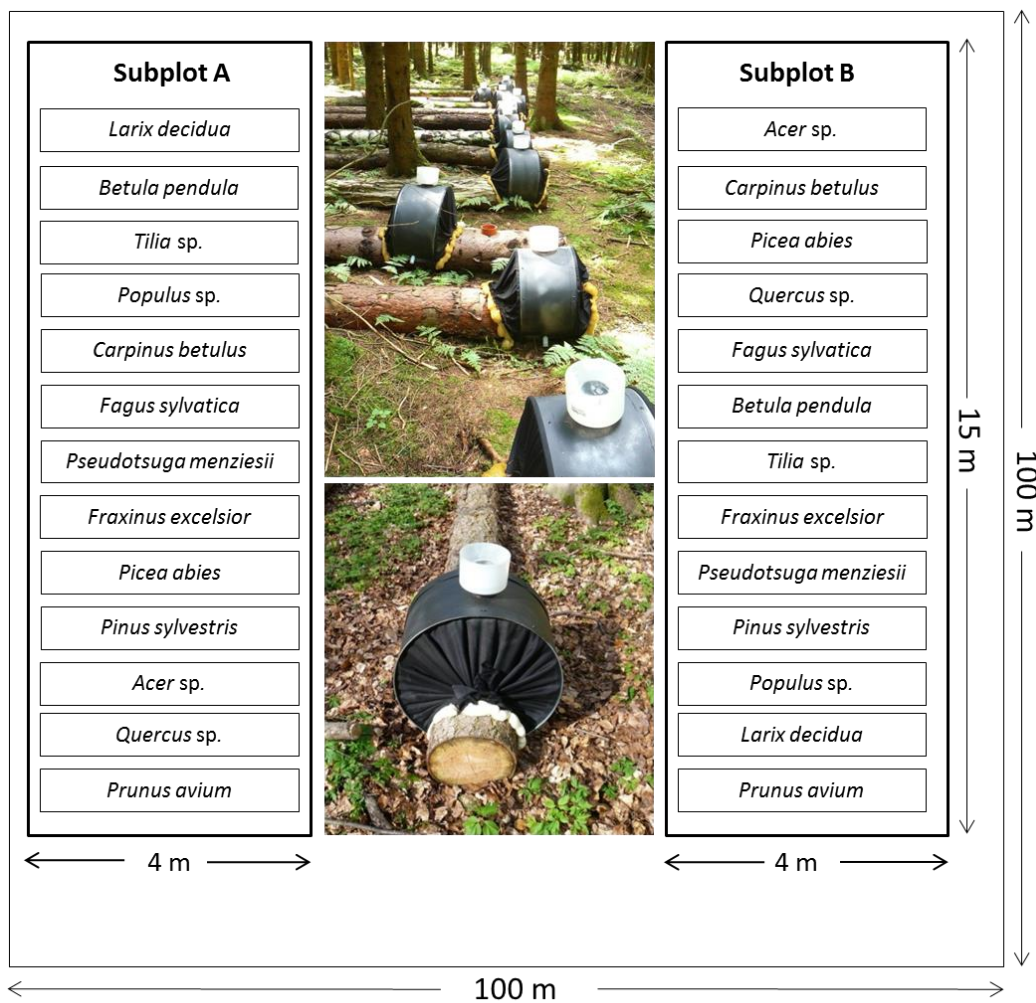 Subplot A
Larix decidua
Betula pendula
Tilia sp.
Populus sp.
Carpinus betulus
Fagus sylvatica
Pseudotsuga menziesii
Fraxinus excelsior
Picea abies
Pinus sylvestris
Acer sp.
Quercus sp.
Prunus avium
4 m
Subplot B
Acer sp.
Carpinus betulus
Picea abies
Quercus sp.
Fagus sylvatica
Betula pendula
Tilia sp.
Fraxinus excelsior
Pseudotsuga menziesii
Pinus sylvestris
Populus sp.
Larix decidua
Prunus avium
4 m
15 m
100 m
100 m